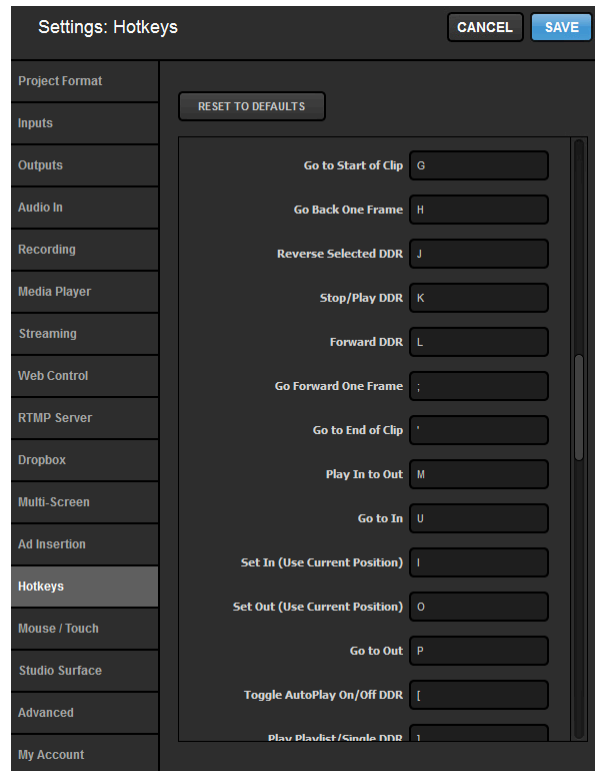 Settings: Hotkeys
CANCEL
SAVE
Project Format
Inputs
Outputs
Audio In
Recording
Media Player
Streaming
Web Control
RTMP Server
Dropbox
Multi-Screen
Ad Insertion
Hotkeys
Mouse / Touch
Studio Surface
Advanced
My Account
RESET TO DEFAULTS
Go to Start of Clip G
Go Back One Frame H
Reverse Selected DDR J
Stop/Play DDR K
Forward DDR L
Go Forward One Frame ;
Go to End of Clip '
Play In to Out M
Go to In U
Set In (Use Current Position) I
Set Out (Use Current Position) O
Go to Out P
Toggle AutoPlay On/Off DDR [
Play Playlist/Single DDR ]